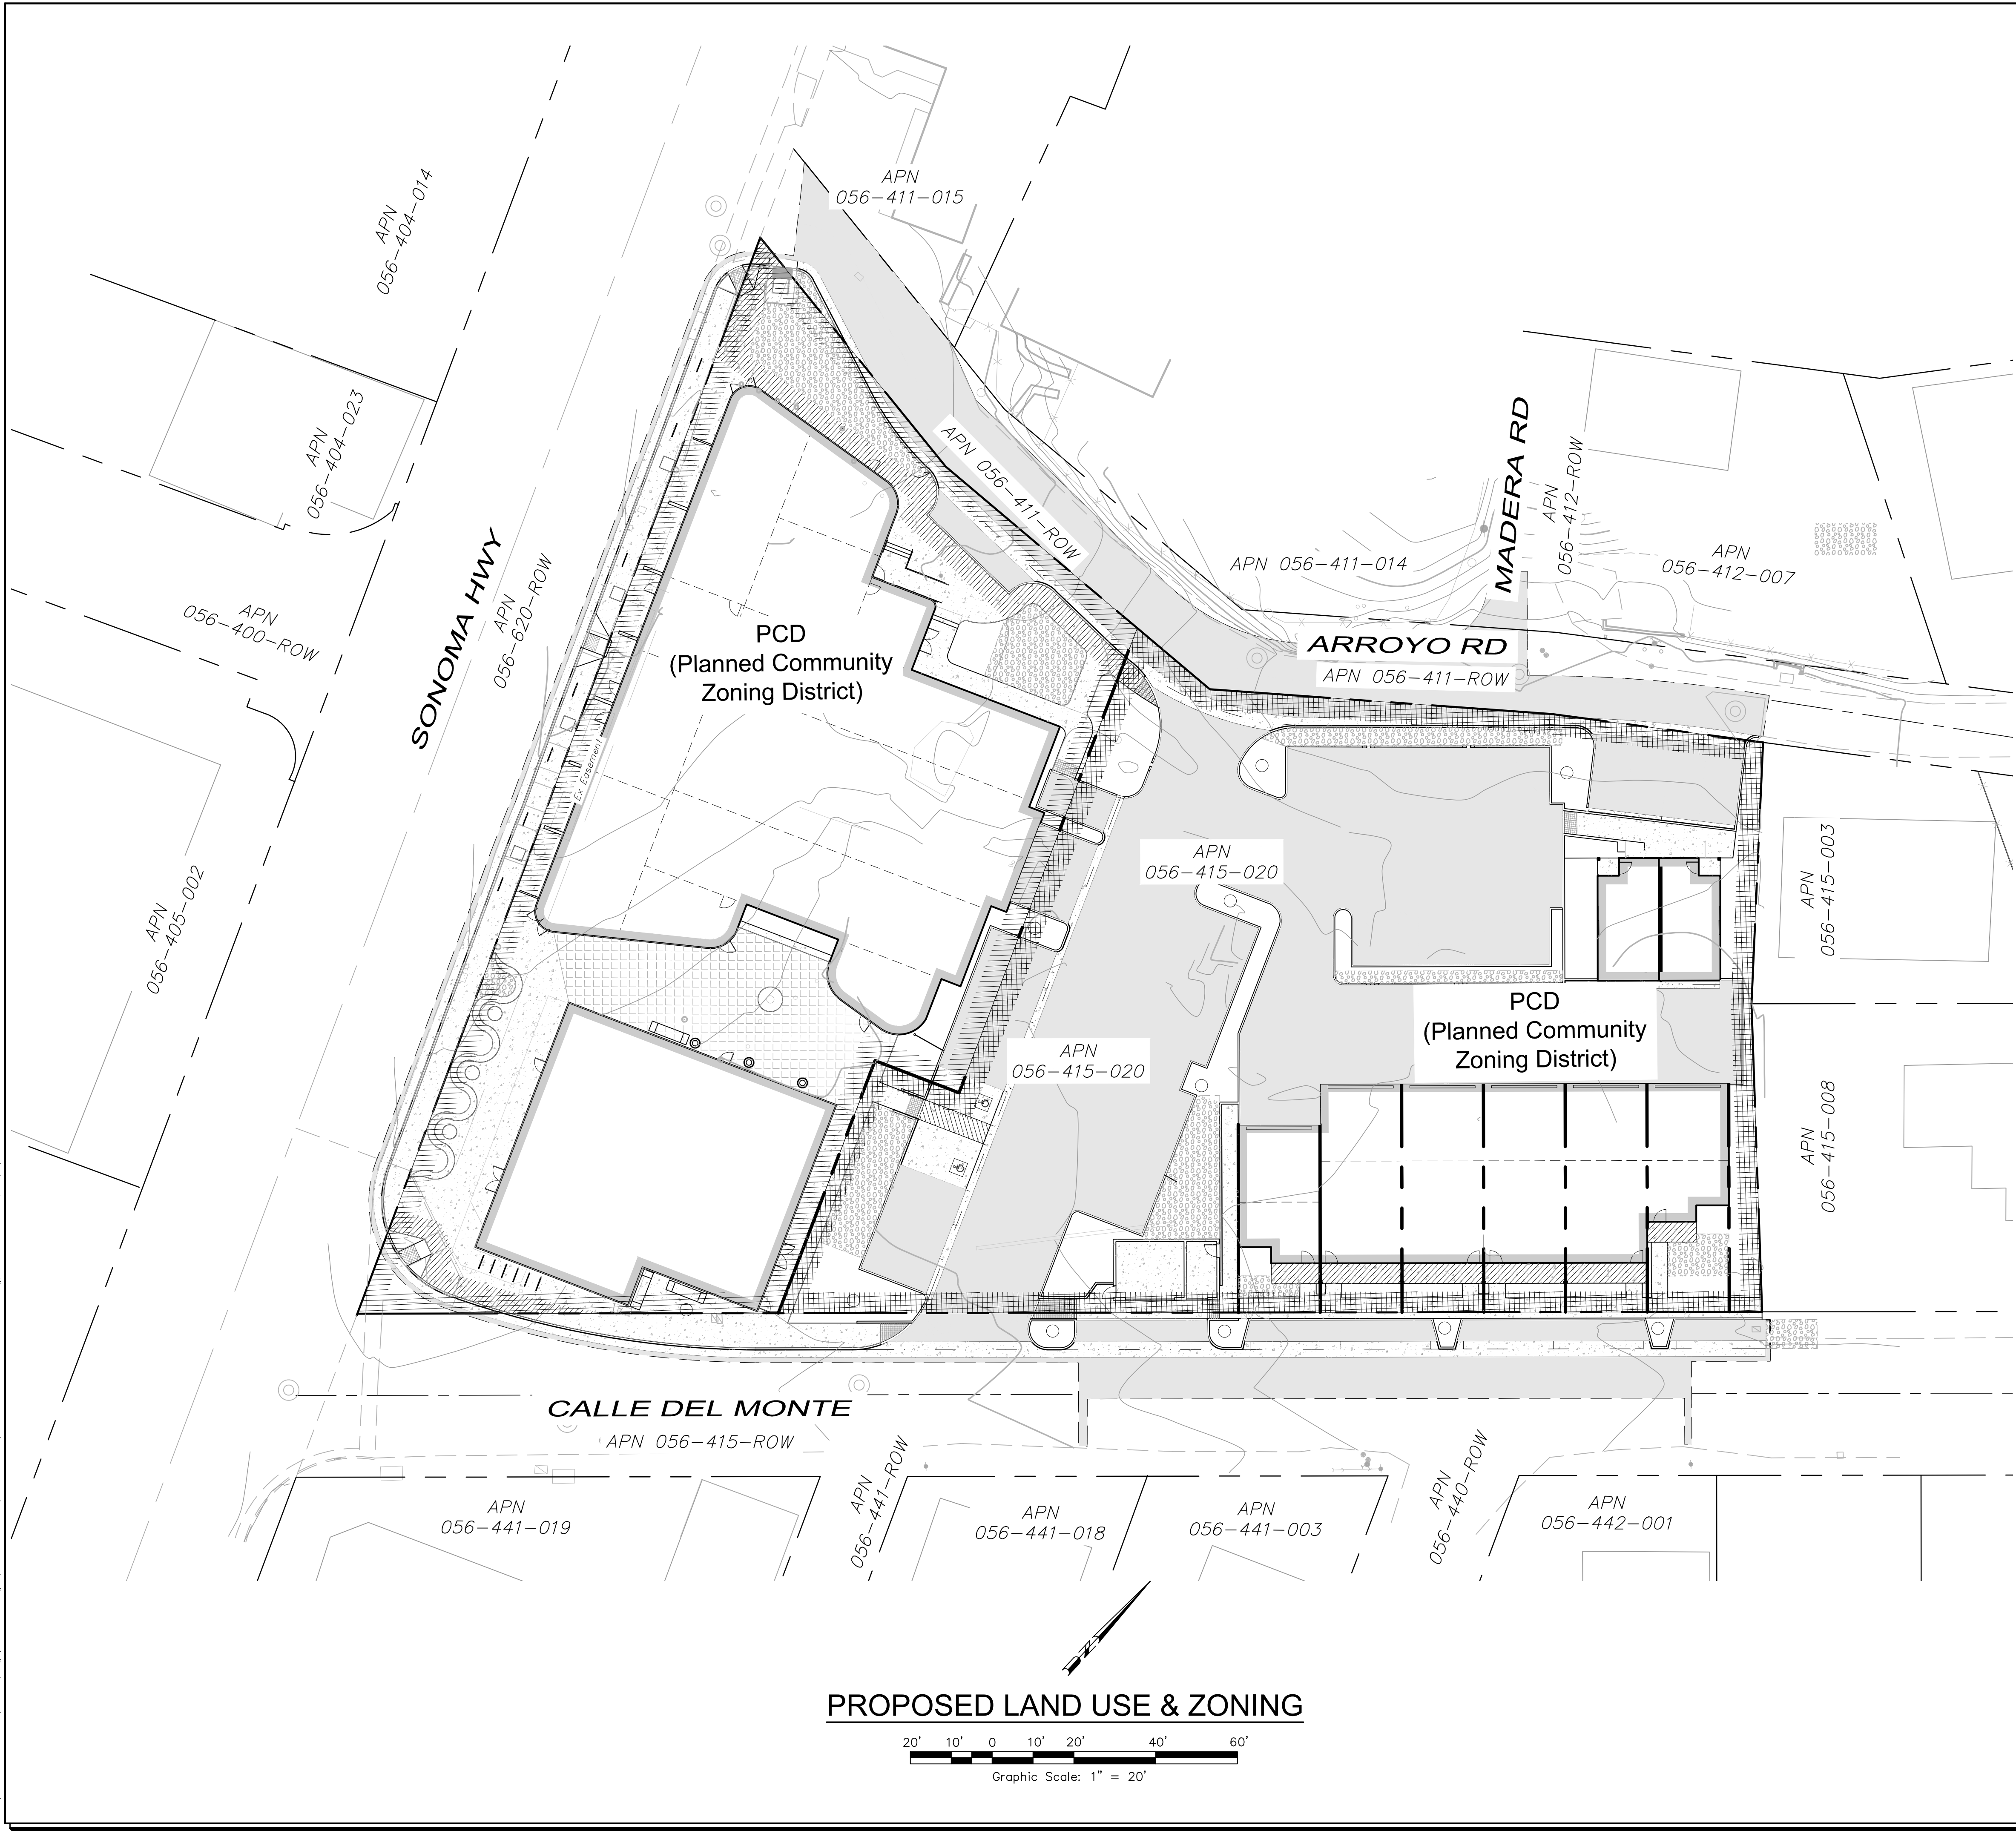 APN
056-411-015
APN
056-404-014
APN
056-404-023
APN
056-400-ROW
SONOMA HWY
APN
056-620-ROW
APN 056-411-ROW
APN 056-411-014
MADERA RD
APN
056-412-ROW
APN
056-412-007
ARROYO RD
APN 056-411-ROW
PCD
(Planned Community
Zoning District)
Ex Easement
APN
056-405-002
APN
056-415-020
APN
056-415-003
PCD
(Planned Community
Zoning District)
APN
056-415-020
APN
056-415-008
CALLE DEL MONTE
APN 056-415-ROW
APN
056-441-019
APN
056-441-ROW
APN
056-441-018
APN
056-441-003
APN
056-440-ROW
APN
056-442-001
PROPOSED LAND USE & ZONING
20' 10' 0 10' 20' 40' 60'
Graphic Scale: 1" = 20'